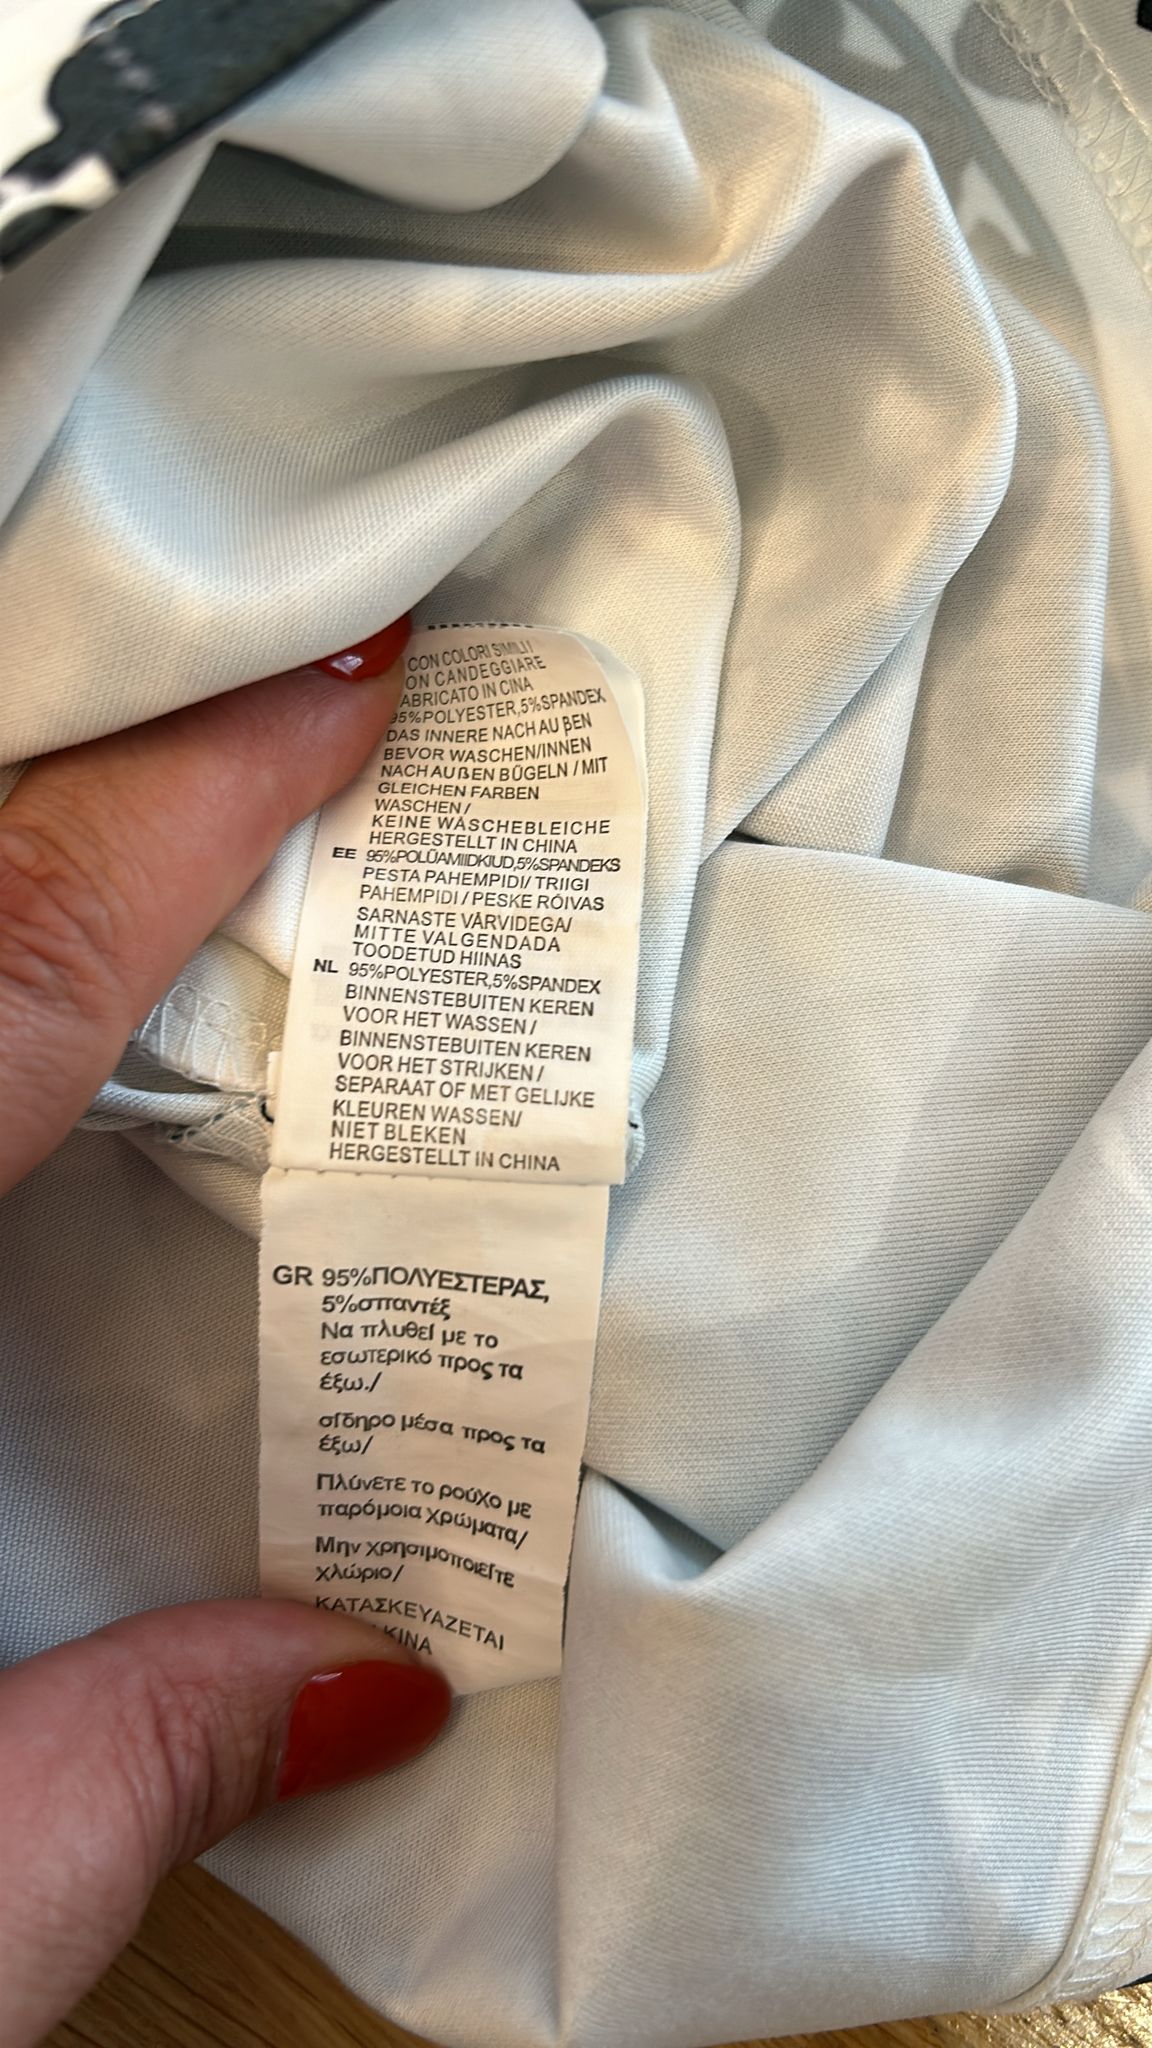 CON COLORI SIMILI /
ON CANDEGGIARE
ABRICATO IN CINA
95%POLYESTER,5%SPANDEX
DAS INNERE NACH AU ßEN
BEVOR WASCHEN/INNEN
NACH AUßEN BÜGELN / MIT
GLEICHEN FARBEN
WASCHEN /
KEINE WÄSCHEBLEICHE
HERGESTELLT IN CHINA
EE 95%POLÜAMIIDKIUD,5%SPANDEKS
PESTA PAHEMPIDI/ TRIIGI
PAHEMPIDI / PESKE RÕIVAS
SARNASTE VÄRVIDEGA/
MITTE VALGENDADA
TOODETUD HIINAS
NL 95%POLYESTER,5%SPANDEX
BINNENSTEBUITEN KEREN
VOOR HET WASSEN /
BINNENSTEBUITEN KEREN
VOOR HET STRIJKEN /
SEPARAAT OF MET GELIJKE
KLEUREN WASSEN/
NIET BLEKEN
HERGESTELLT IN CHINA
GR 95%ΠΟΛΥΕΣΤΕΡΑΣ,
5%σπαντέξ
Να πλυθεί με το
εσωτερικό προς τα
έξω./
σίδηρο μέσα προς τα
έξω/
Πλύνετε το ρούχο με
παρόμοια χρώματα/
Μην χρησιμοποιείτε
χλώριο/
ΚΑΤΑΣΚΕΥΑΖΕΤΑΙ
ΚΙΝΑ